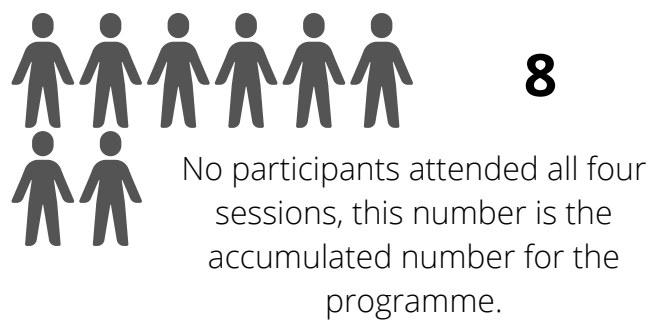 8
No participants attended all four
sessions, this number is the
accumulated number for the
programme.